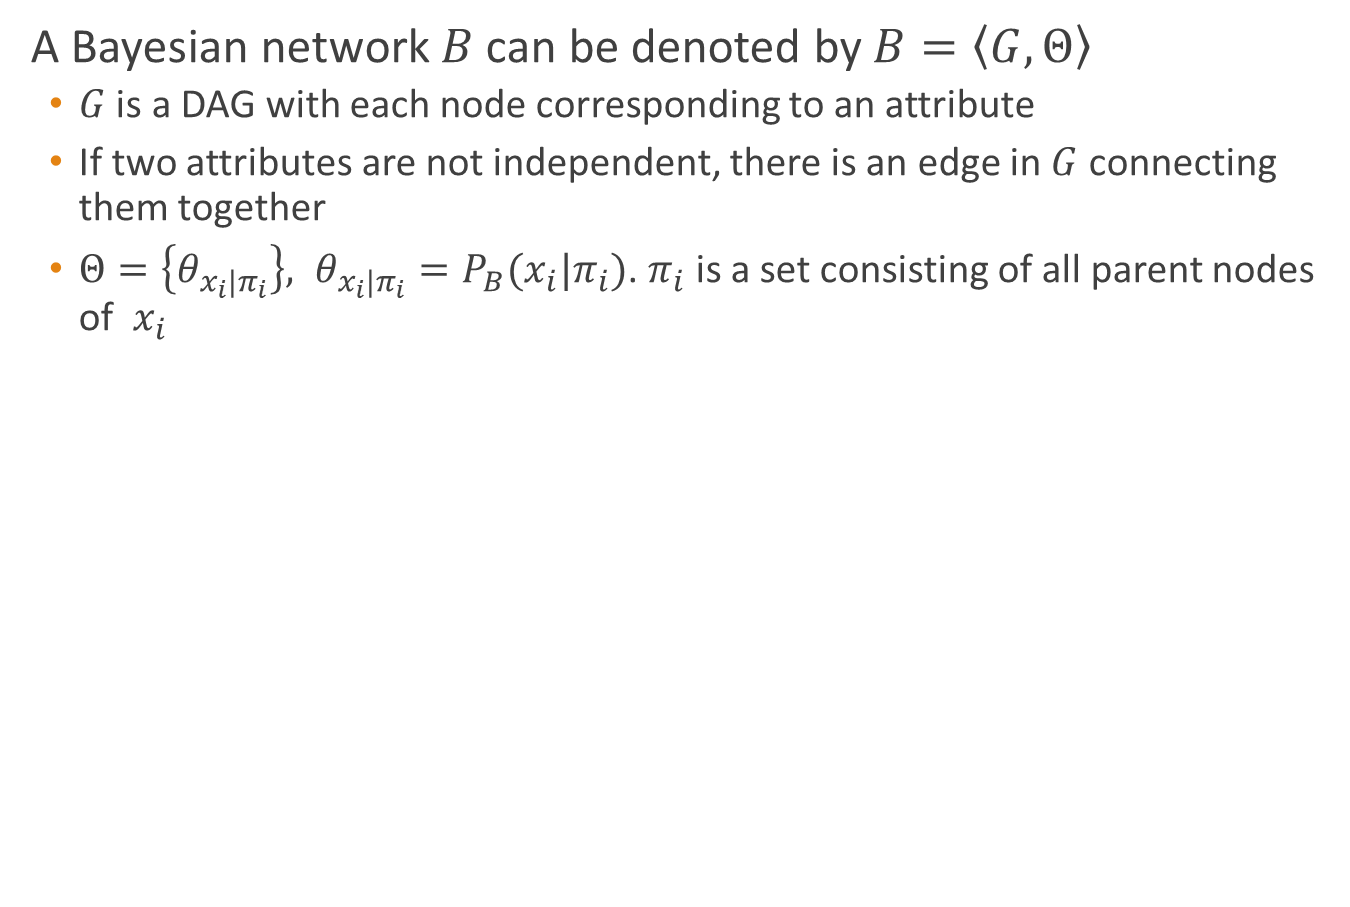 A Bayesian network B can be denoted by B = ⟨G, Θ⟩
• G is a DAG with each node corresponding to an attribute
• If two attributes are not independent, there is an edge in G connecting
them together
• Θ = {θ_{x_i|π_i}}, θ_{x_i|π_i} = P_B(x_i|π_i). π_i is a set consisting of all parent nodes
of x_i